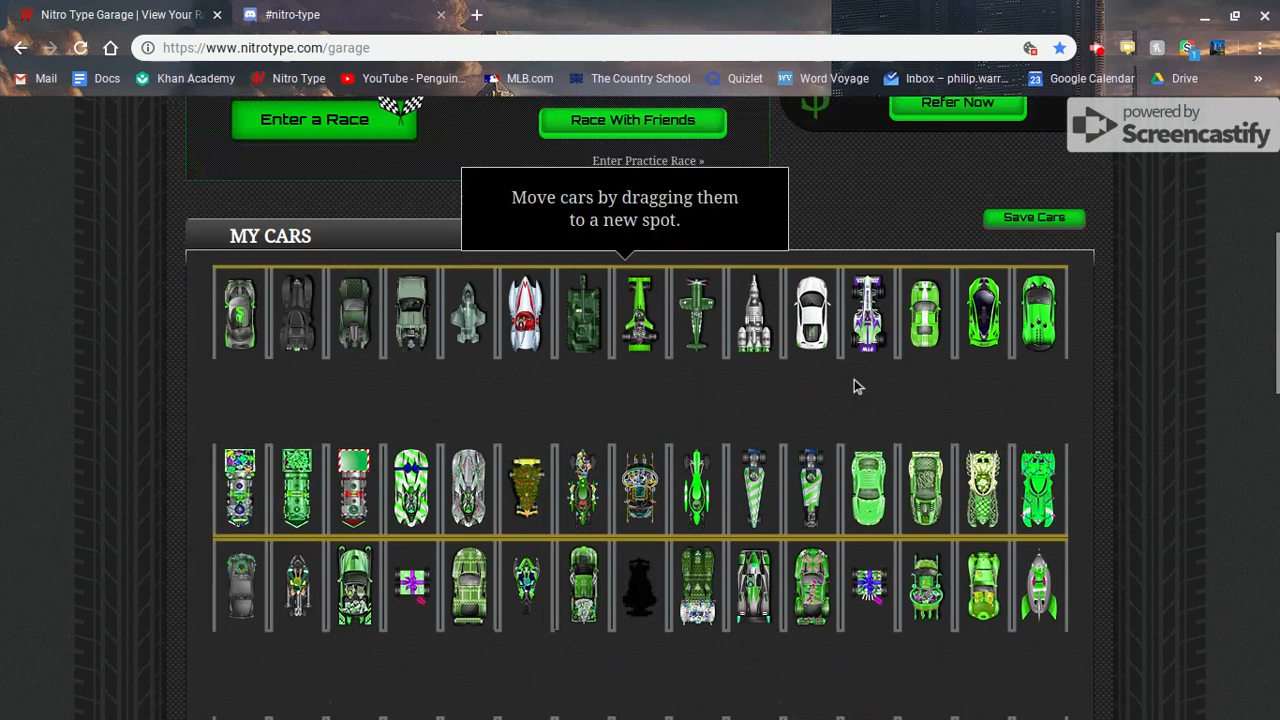 Nitro Type Garage | View Your Ra
#nitro-type
https://www.nitrotype.com/garage
Mail
Docs
Khan Academy
Nitro Type
YouTube - Penguin...
MLB.com
The Country School
Quizlet
WV
Word Voyage
Inbox – philip.warr...
23
Google Calendar
Drive
»
Enter a Race
Race With Friends
Refer Now
powered by
Screencastify
Enter Practice Race »
Move cars by dragging them
to a new spot.
Save Cars
MY CARS